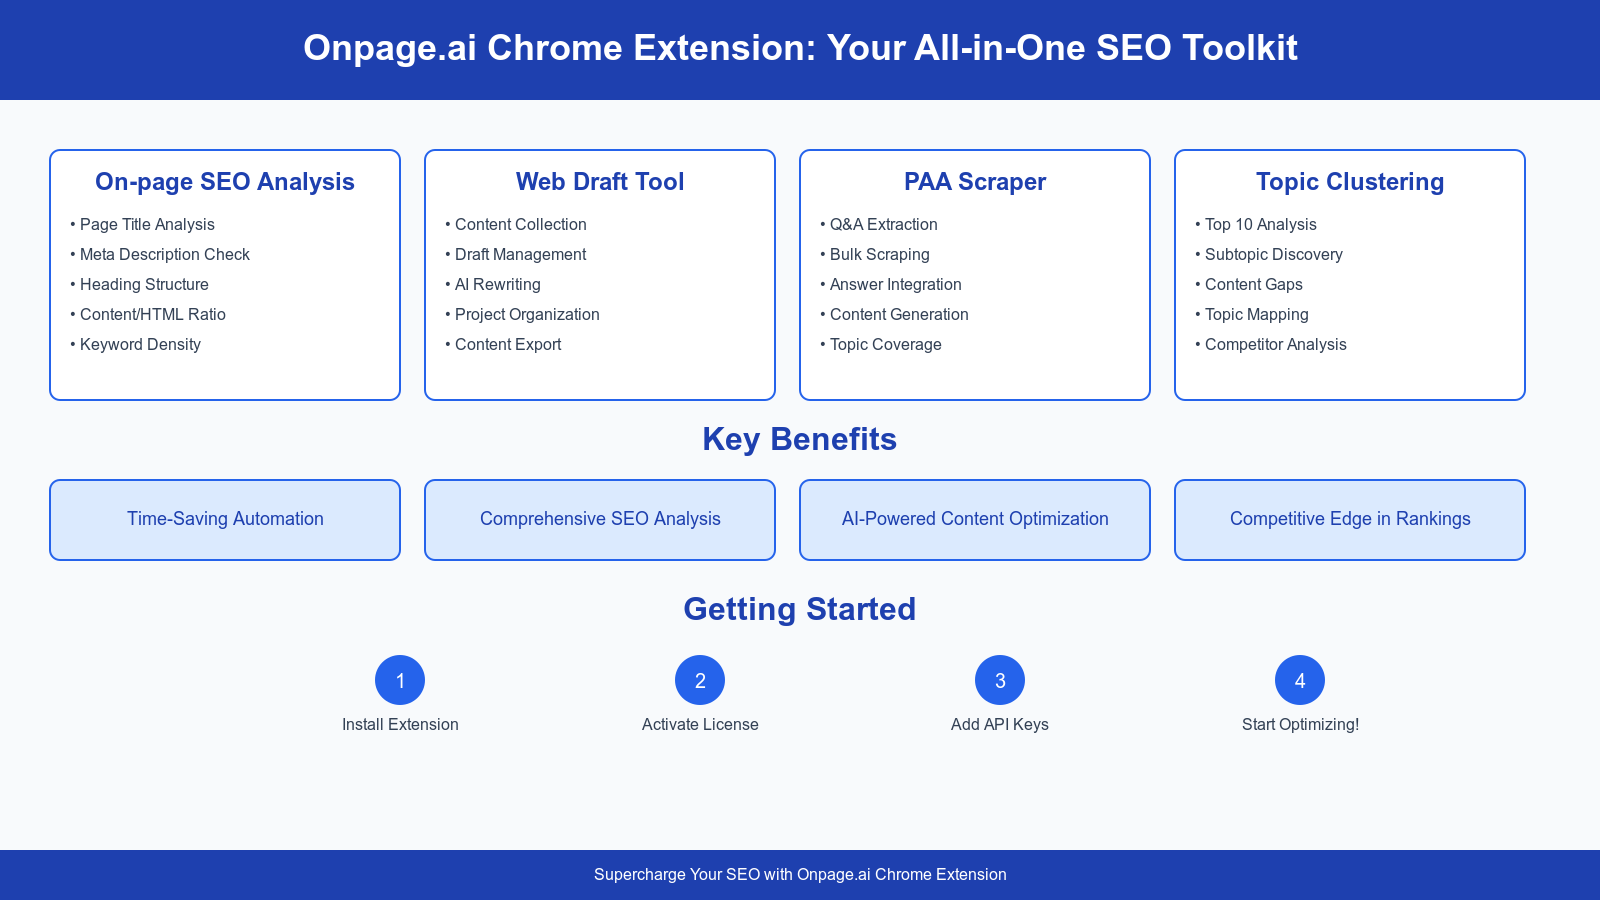 Onpage.ai Chrome Extension: Your All-in-One SEO Toolkit
On-page SEO Analysis
• Page Title Analysis
• Meta Description Check
• Heading Structure
• Content/HTML Ratio
• Keyword Density
Web Draft Tool
• Content Collection
• Draft Management
• AI Rewriting
• Project Organization
• Content Export
PAA Scraper
• Q&A Extraction
• Bulk Scraping
• Answer Integration
• Content Generation
• Topic Coverage
Topic Clustering
• Top 10 Analysis
• Subtopic Discovery
• Content Gaps
• Topic Mapping
• Competitor Analysis
Key Benefits
Time-Saving Automation
Comprehensive SEO Analysis
AI-Powered Content Optimization
Competitive Edge in Rankings
Getting Started
1
Install Extension
2
Activate License
3
Add API Keys
4
Start Optimizing!
Supercharge Your SEO with Onpage.ai Chrome Extension